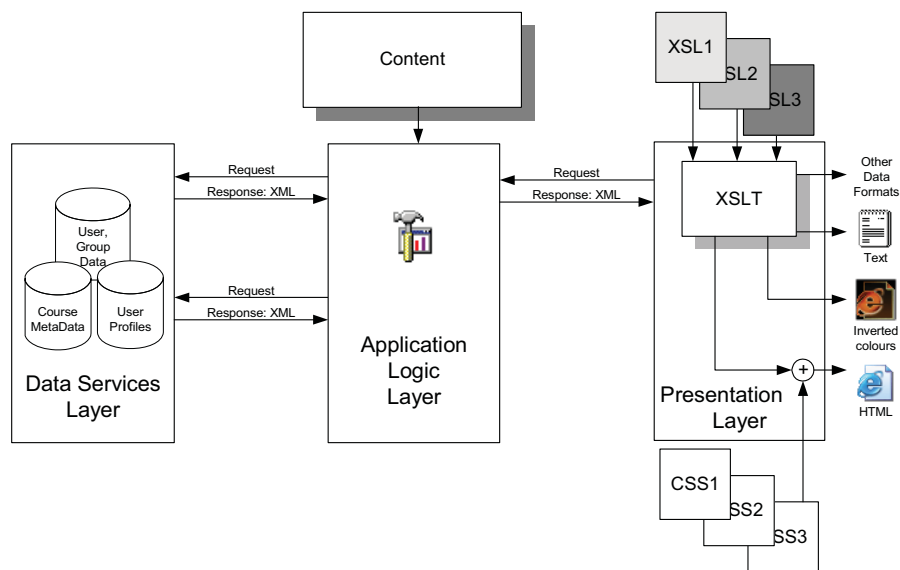 Content
XSL1
SL2
SL3
Request
Response: XML
Request
Response: XML
XSLT
Other
Data
Formats
User,
Group
Data
Text
Request
Response: XML
Course
MetaData
User
Profiles
Inverted
colours
Application
Logic
Layer
Data Services
Layer
Presentation
Layer
+
HTML
CSS1
SS2
SS3